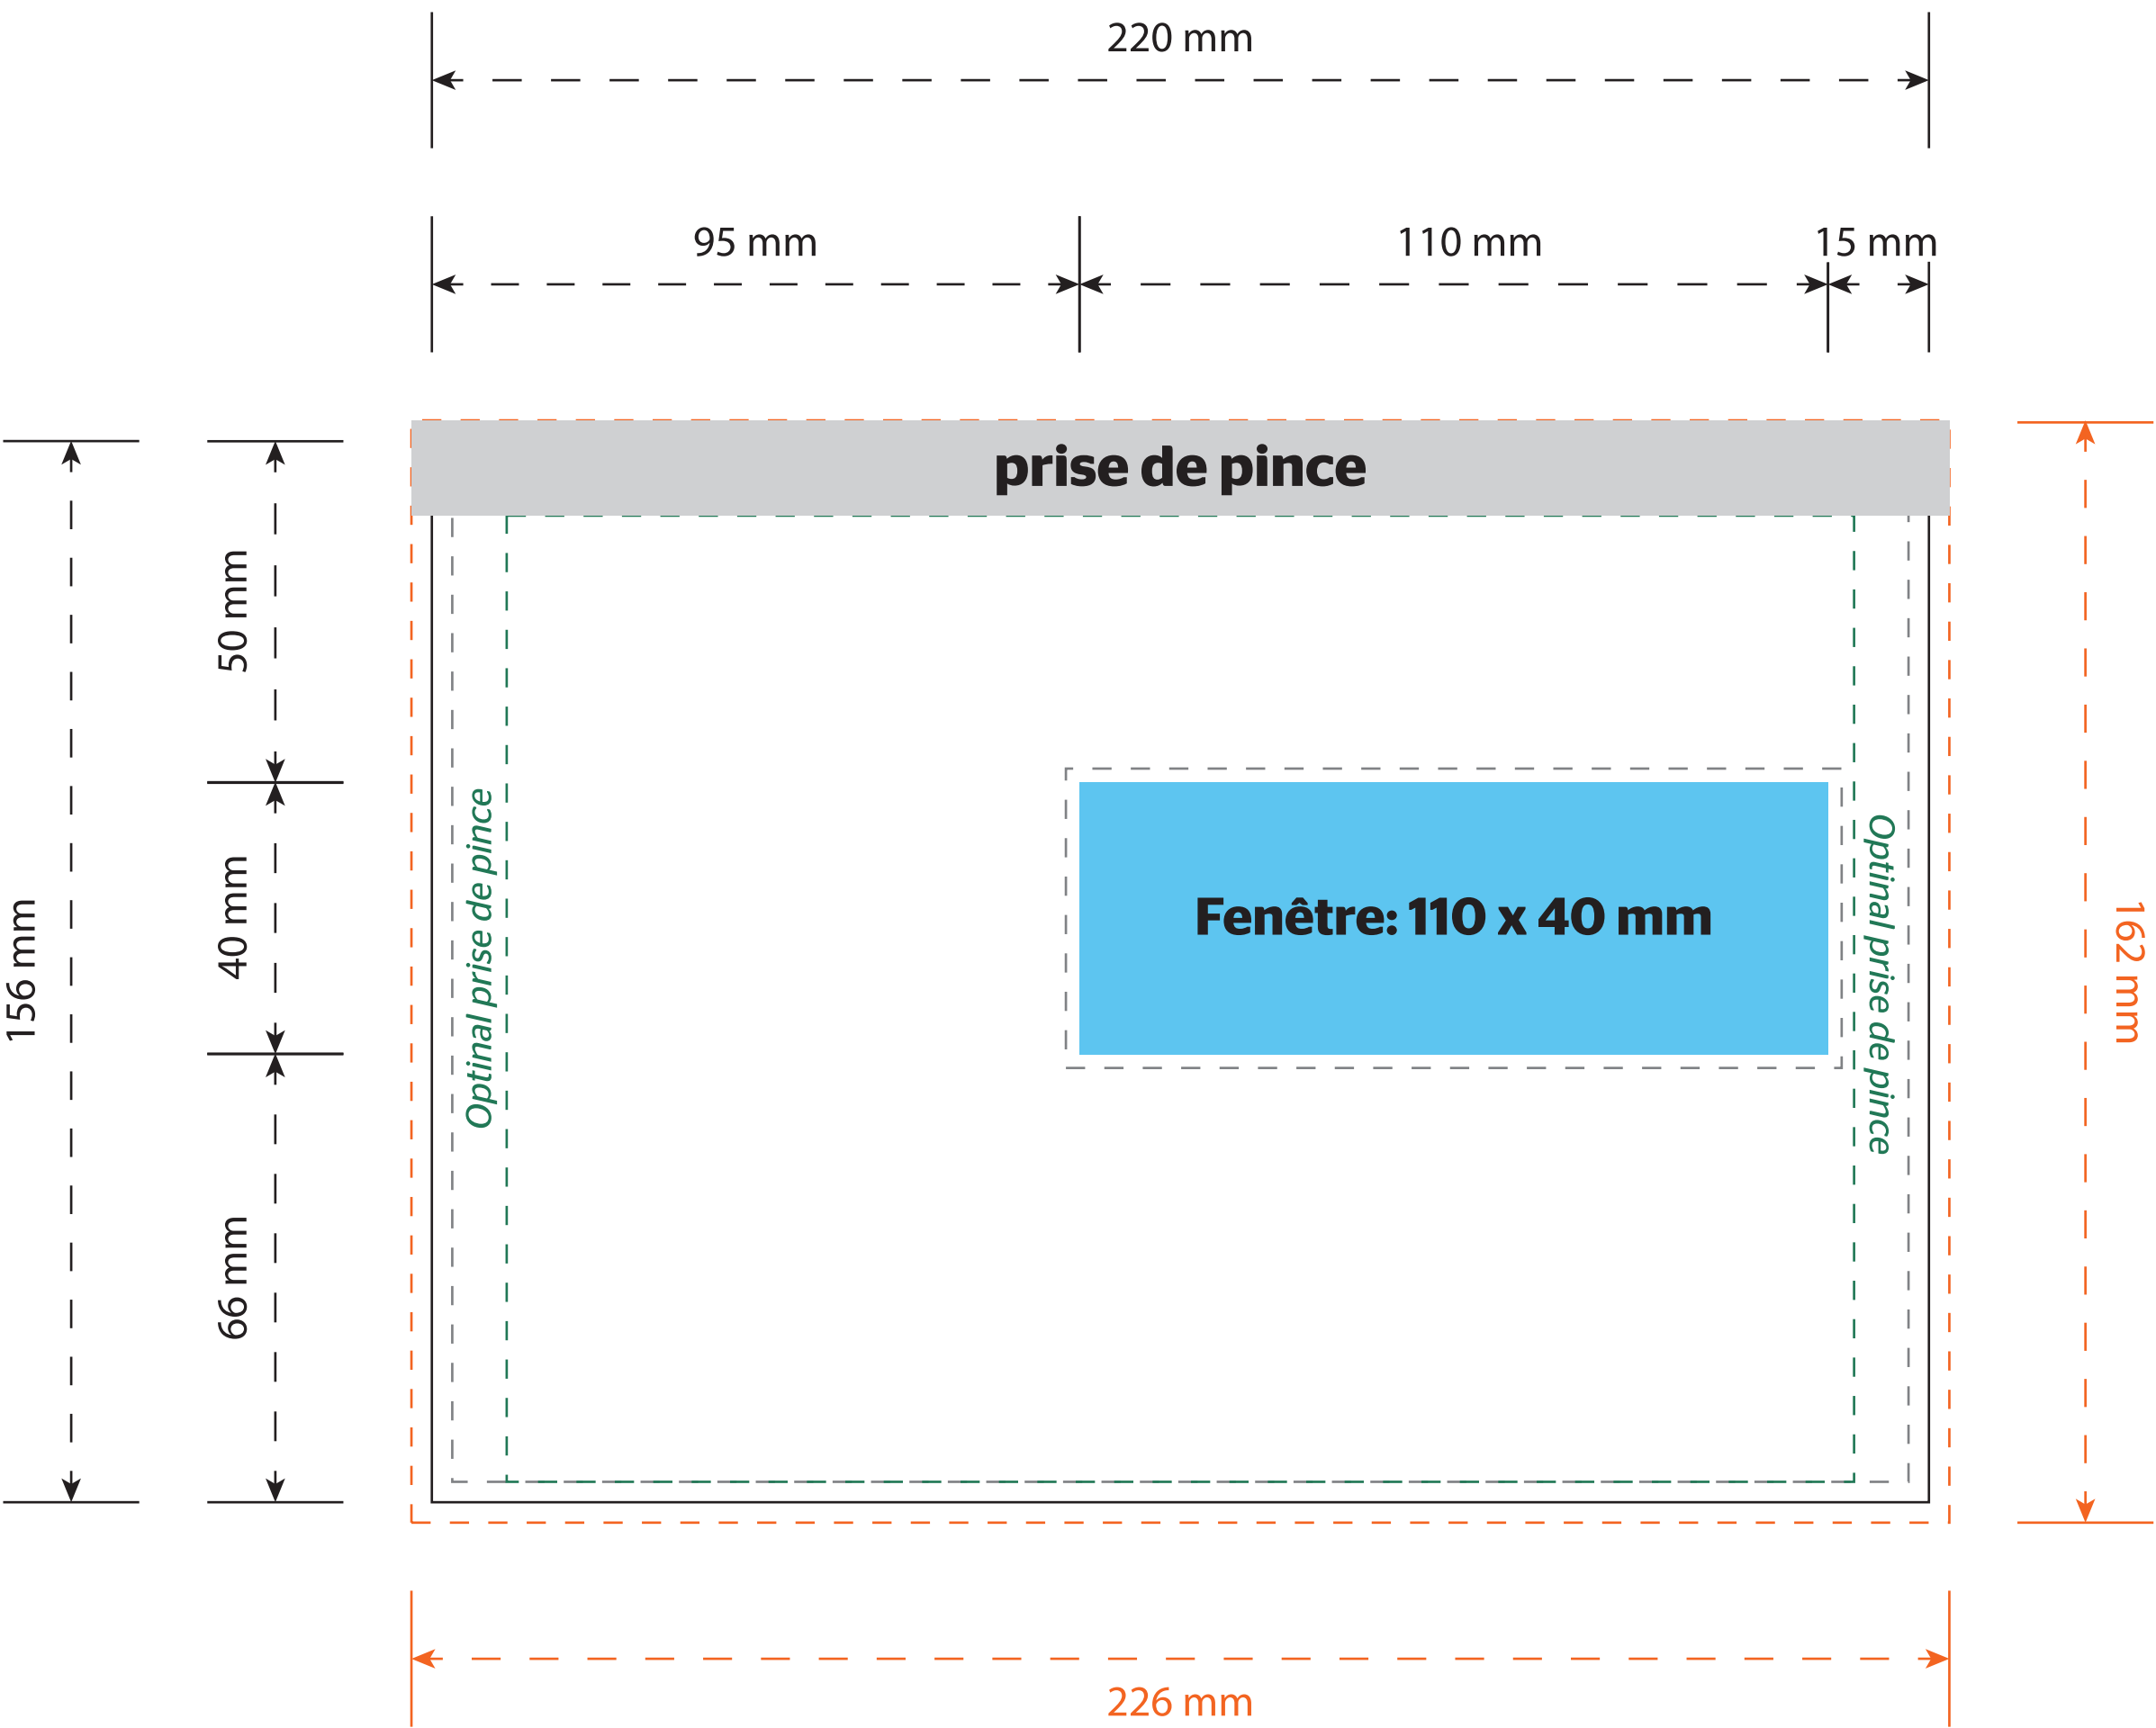 220 mm
95 mm
110 mm
15 mm
prise de pince
50 mm
40 mm
66 mm
156 mm
Optinal prise de pince
Fenêtre: 110 x 40 mm
Optinal prise de pince
162 mm
226 mm